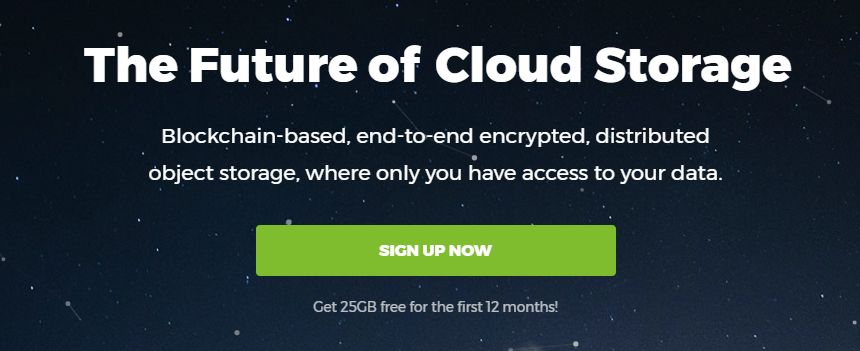 The Future of Cloud Storage
Blockchain-based, end-to-end encrypted, distributed
object storage, where only you have access to your data.
SIGN UP NOW
Get 25GB free for the first 12 months!